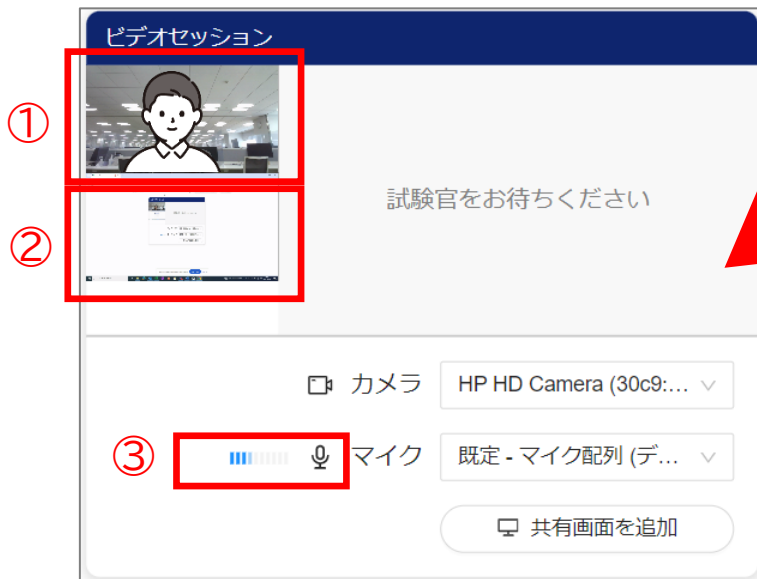 ビデオセッション
①
②
試験官をお待ちください
カメラ HP HD Camera (30c9:...
③ マイク 既定 - マイク配列 (デ...
共有画面を追加